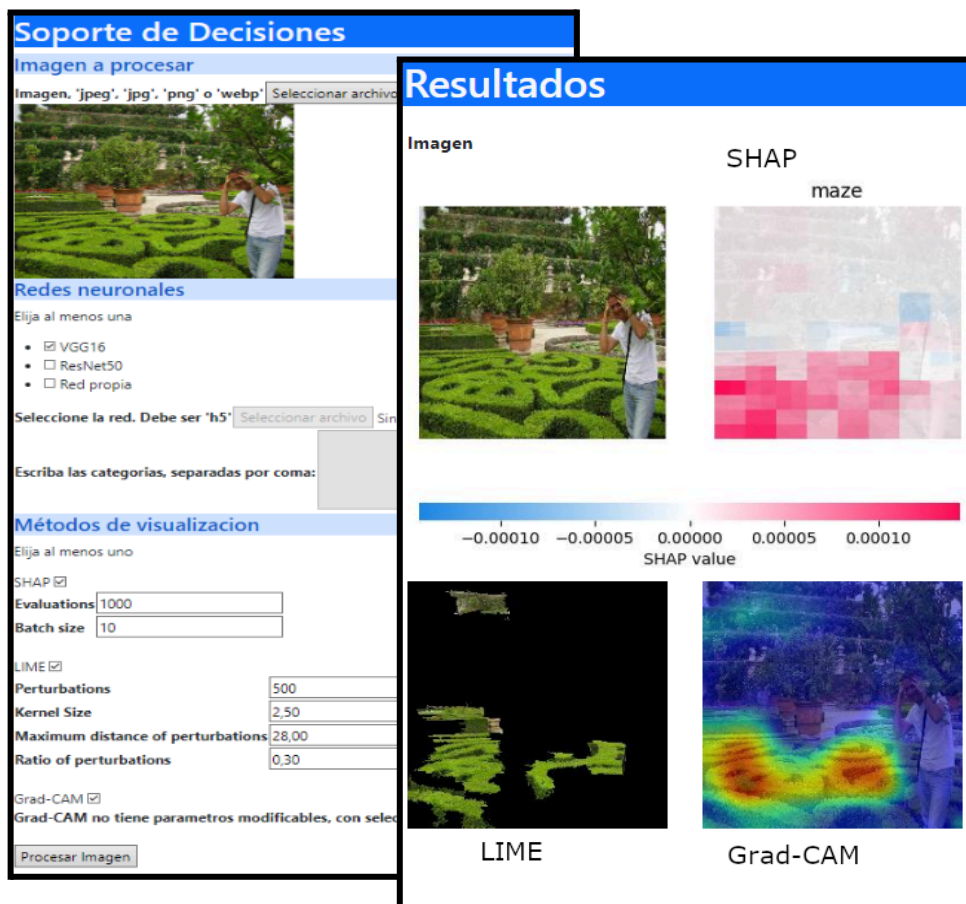 Soporte de Decisiones
Imagen a procesar
Imagen, 'jpeg', 'jpg', 'png' o 'webp' Seleccionar archivo
Redes neuronales
Elija al menos una
VGG16
ResNet50
Red propia
Seleccione la red. Debe ser 'h5' Seleccionar archivo Sin
Escriba las categorias, separadas por coma:
Métodos de visualizacion
Elija al menos uno
SHAP
Evaluations 1000
Batch size 10
LIME
Perturbations 500
Kernel Size 2,50
Maximum distance of perturbations 28,00
Ratio of perturbations 0,30
Grad-CAM
Grad-CAM no tiene parametros modificables, con selec
Procesar Imagen
Resultados
Imagen
SHAP
maze
−0.00010 −0.00005 0.00000 0.00005 0.00010
SHAP value
LIME
Grad-CAM